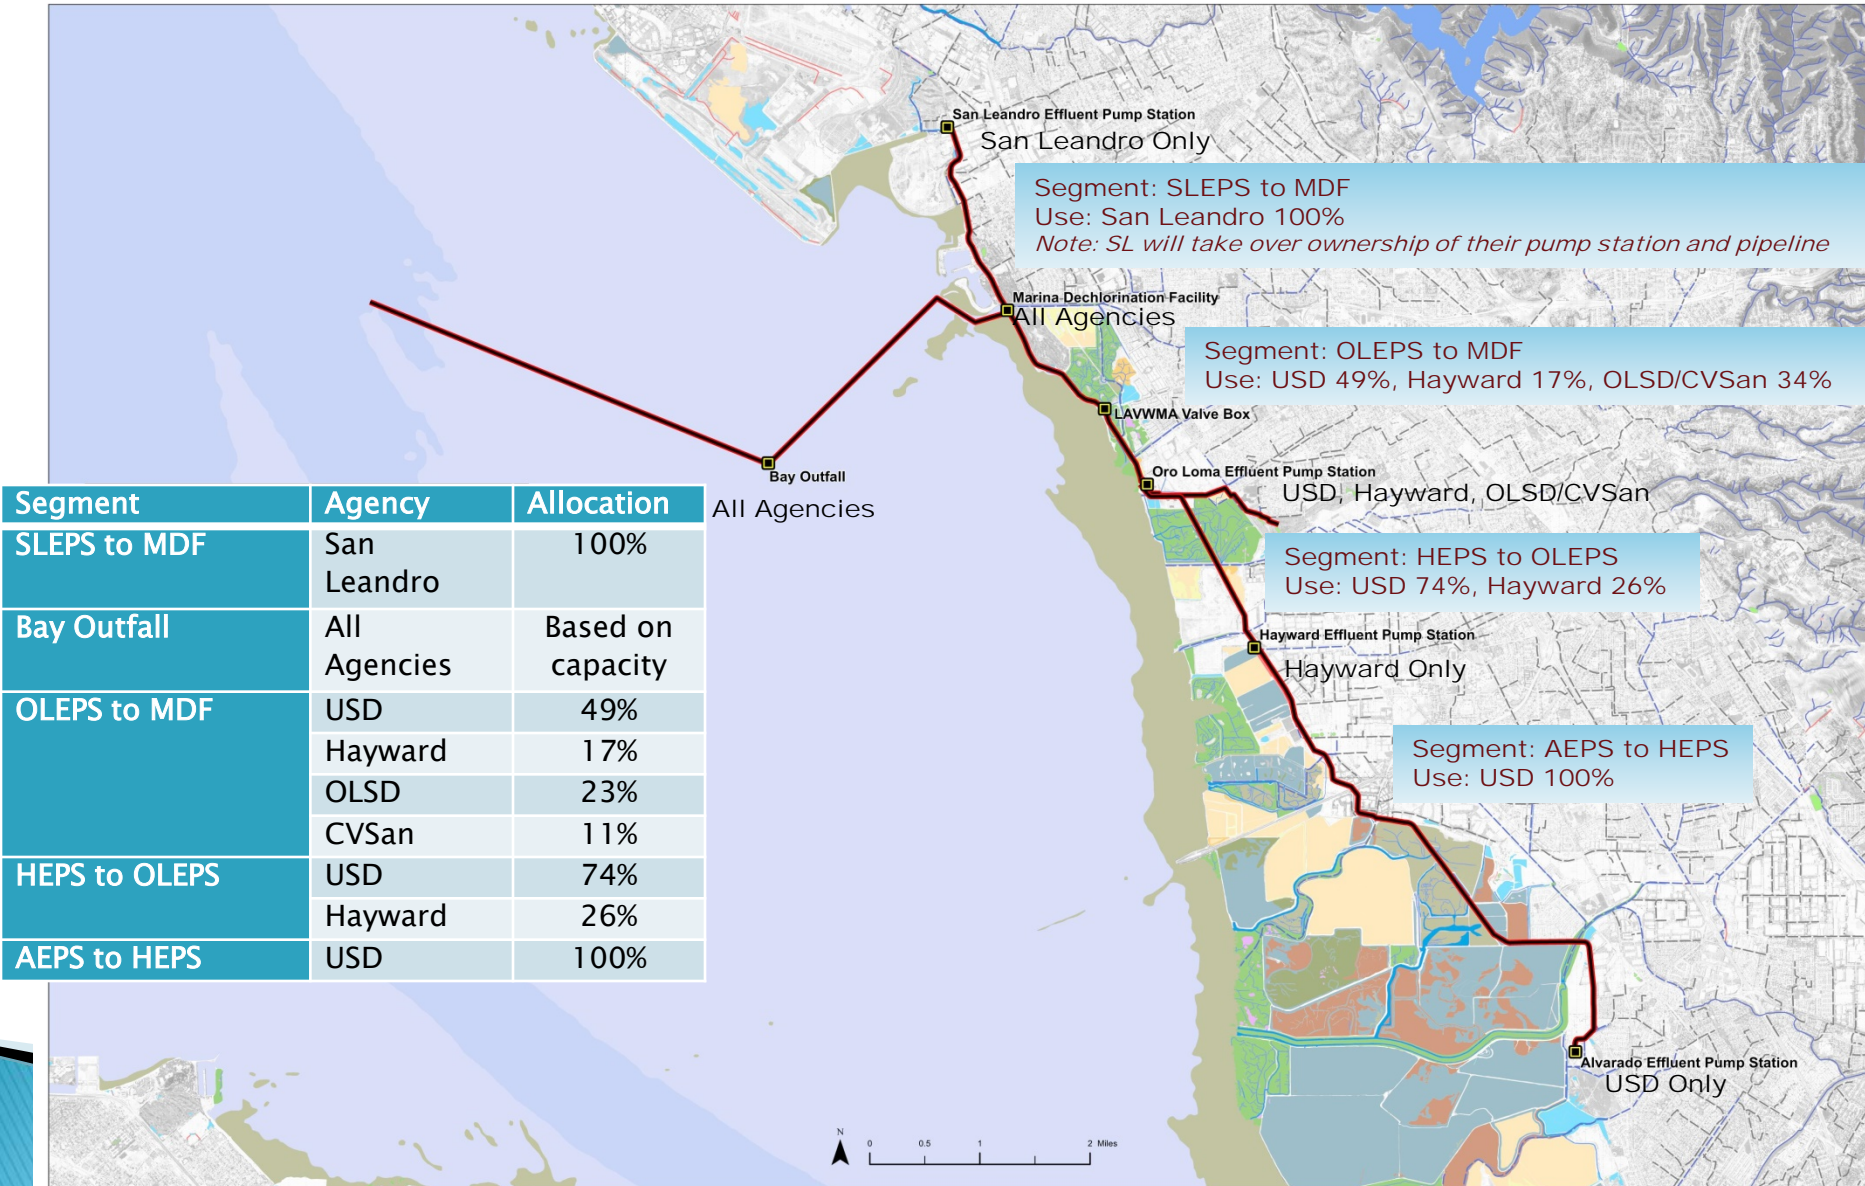 San Leandro Effluent Pump Station
San Leandro Only
Segment: SLEPS to MDF
Use: San Leandro 100%
Note: SL will take over ownership of their pump station and pipeline
Marina Dechlorination Facility
All Agencies
Segment: OLEPS to MDF
Use: USD 49%, Hayward 17%, OLSD/CVSan 34%
LAVWMA Valve Box
Oro Loma Effluent Pump Station
USD, Hayward, OLSD/CVSan
Bay Outfall
All Agencies
Segment: HEPS to OLEPS
Use: USD 74%, Hayward 26%
Hayward Effluent Pump Station
Hayward Only
Segment: AEPS to HEPS
Use: USD 100%
Alvarado Effluent Pump Station
USD Only
Segment Agency Allocation
SLEPS to MDF San 100%
Leandro
Bay Outfall All Based on
Agencies capacity
OLEPS to MDF USD 49%
Hayward 17%
OLSD 23%
CVSan 11%
HEPS to OLEPS USD 74%
Hayward 26%
AEPS to HEPS USD 100%
N
0 0.5 1 2 Miles